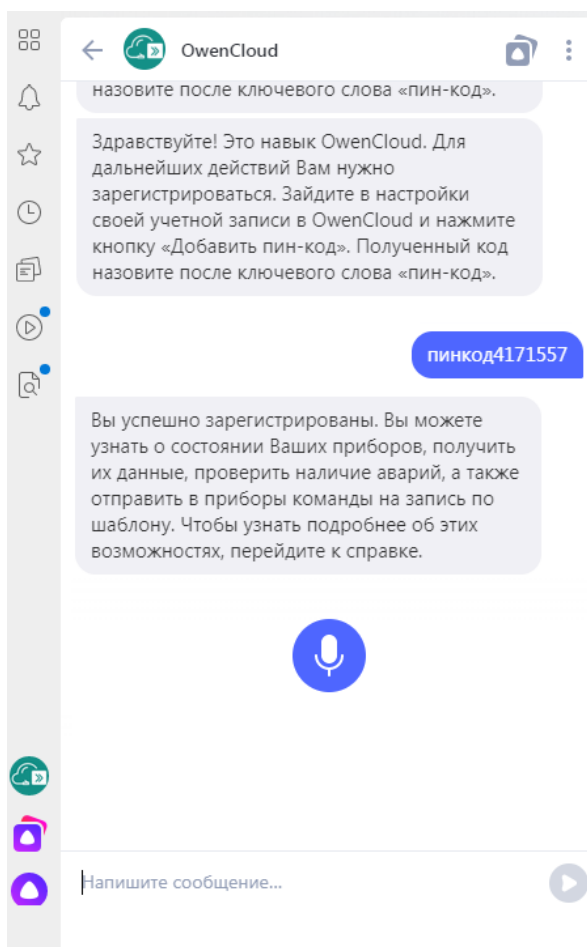 OwenCloud
назовите после ключевого слова «пин-код».
Здравствуйте! Это навык OwenCloud. Для
дальнейших действий Вам нужно
зарегистрироваться. Зайдите в настройки
своей учетной записи в OwenCloud и нажмите
кнопку «Добавить пин-код». Полученный код
назовите после ключевого слова «пин-код».
пинкод4171557
Вы успешно зарегистрированы. Вы можете
узнать о состоянии Ваших приборов, получить
их данные, проверить наличие аварий, а также
отправить в приборы команды на запись по
шаблону. Чтобы узнать подробнее об этих
возможностях, перейдите к справке.
Напишите сообщение...